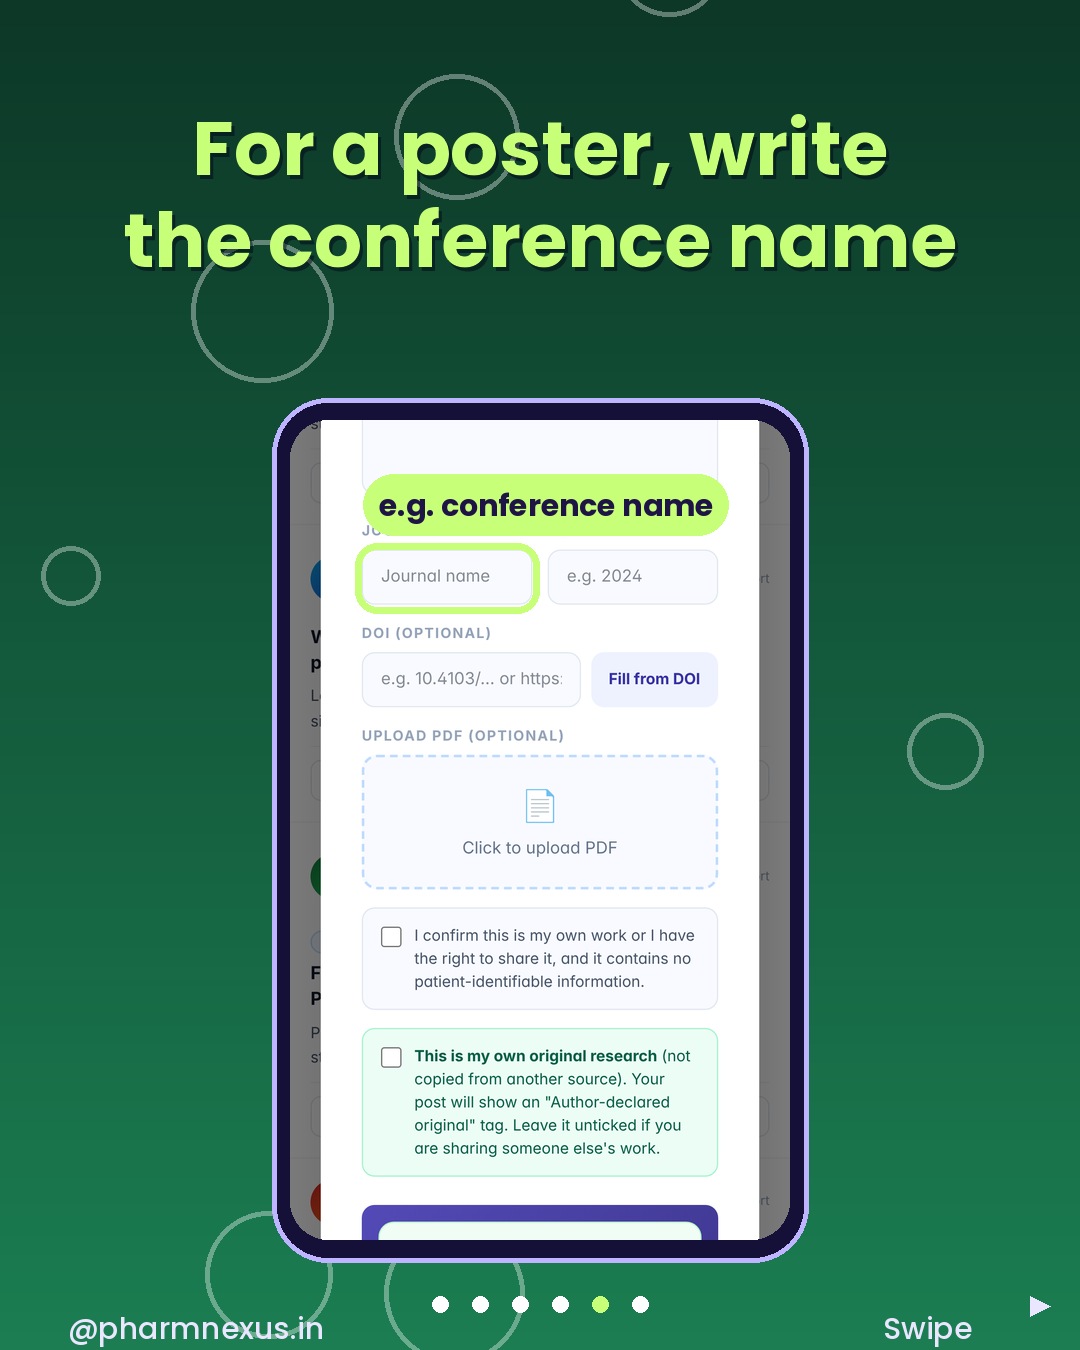 For a poster, write
the conference name
e.g. conference name
Journal name
e.g. 2024
DOI (OPTIONAL)
e.g. 10.4103/... or https:
Fill from DOI
UPLOAD PDF (OPTIONAL)
Click to upload PDF
I confirm this is my own work or I have
the right to share it, and it contains no
patient-identifiable information.
This is my own original research (not
copied from another source). Your
post will show an "Author-declared
original" tag. Leave it unticked if you
are sharing someone else's work.
@pharmnexus.in
Swipe